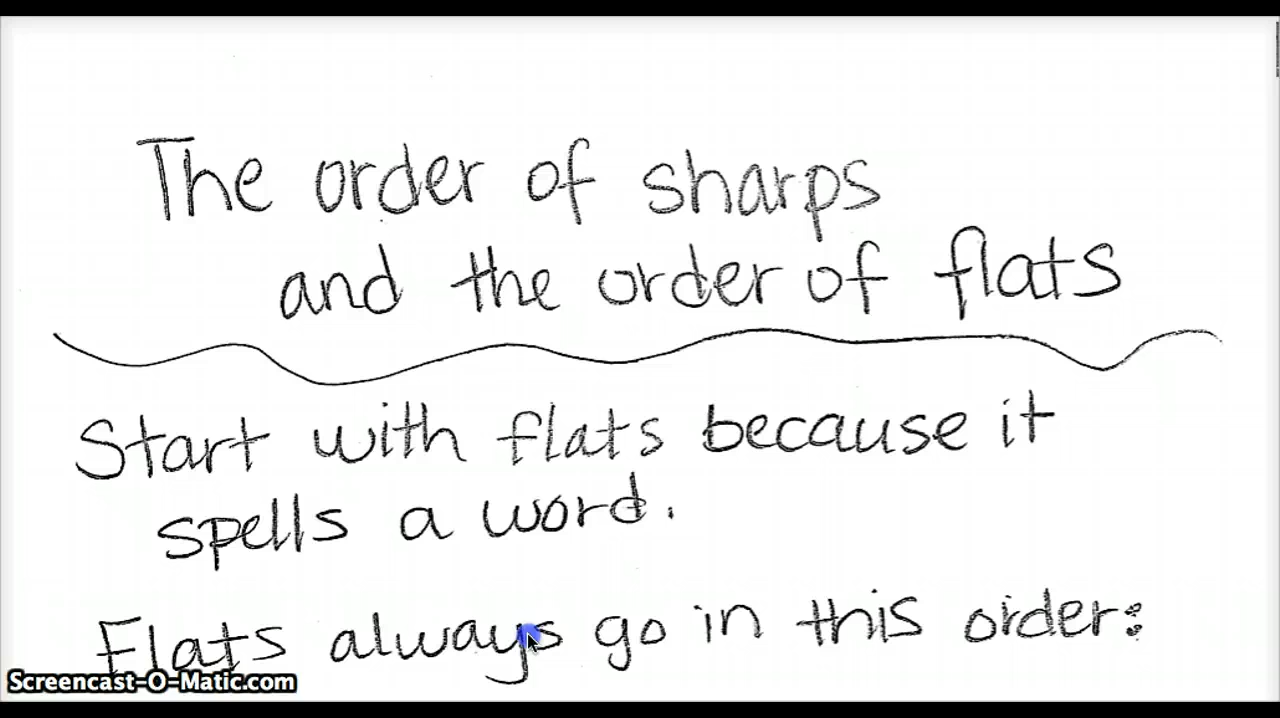 The order of sharps
and the order of flats
Start with flats because it
spells a word.
Flats always go in this order:
Screencast-O-Matic.com